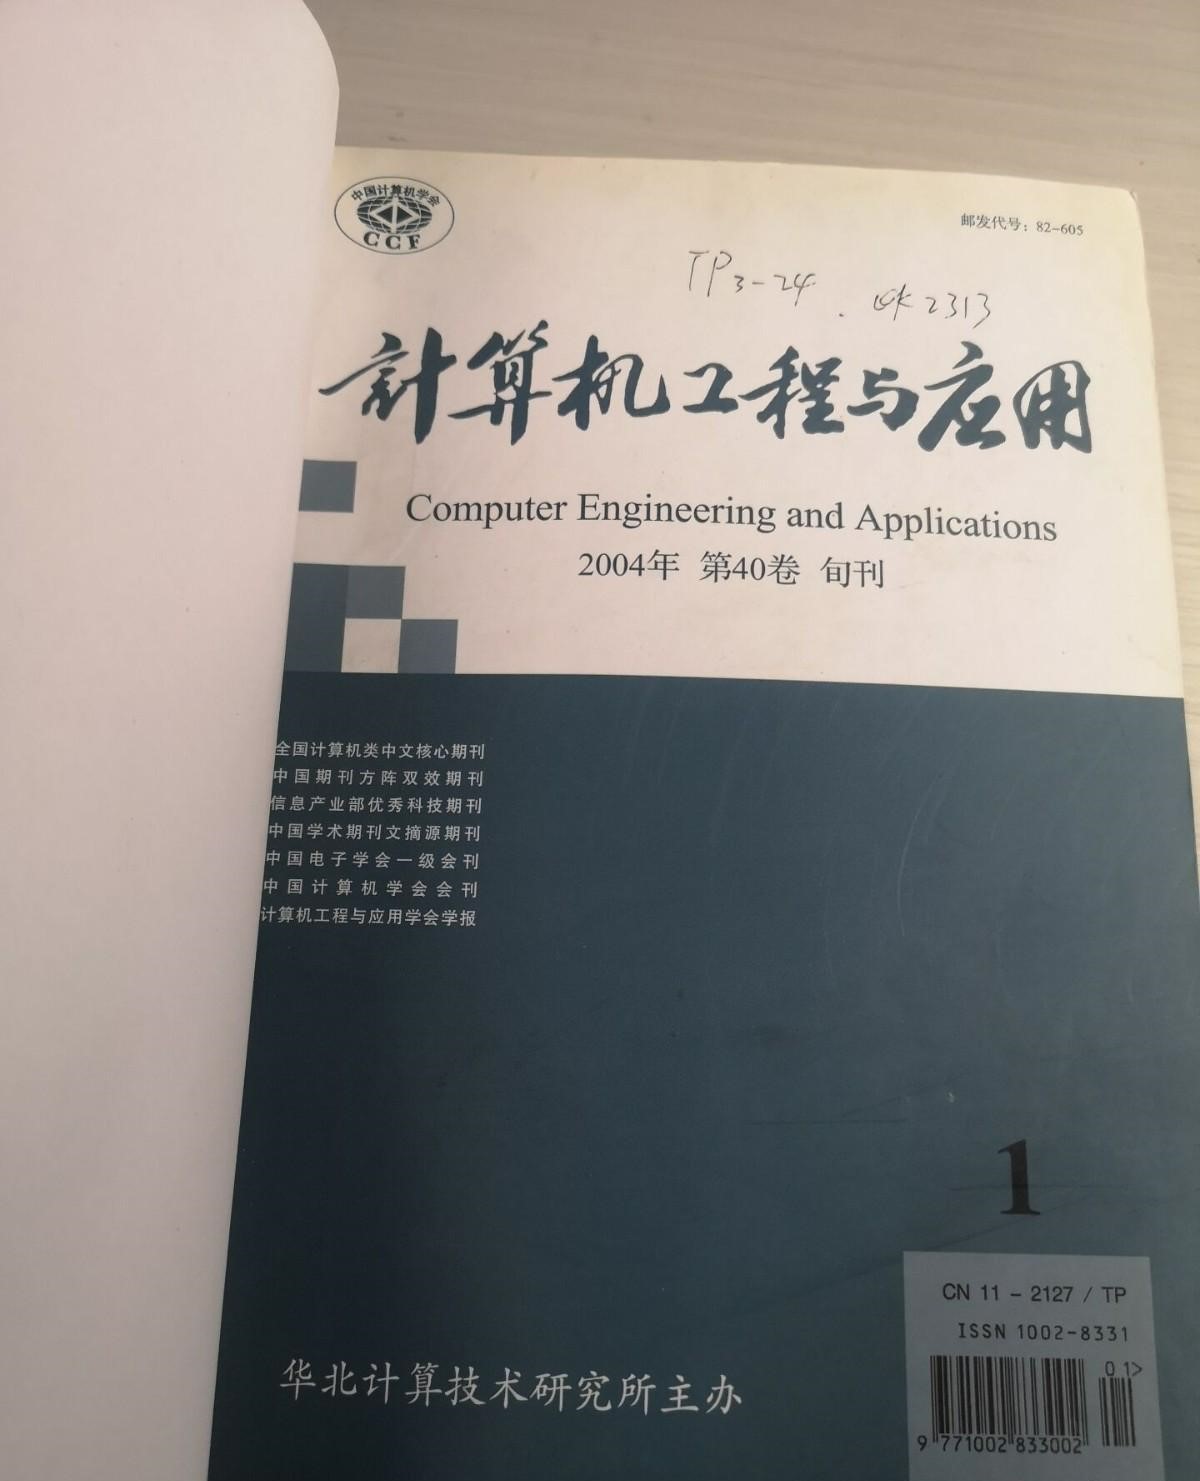 中国计算机学会
CCF
邮发代号：82-605
TP3-24
2313
計算机工程与应用
Computer Engineering and Applications
2004年 第40卷 旬刊
全国计算机类中文核心期刊
中国期刊方阵双效期刊
信息产业部优秀科技期刊
中国学术期刊文摘源期刊
中国电子学会一级会刊
中国计算机学会会刊
计算机工程与应用学会学报
1
CN 11 - 2127 / TP
ISSN 1002-8331
01>
9 771002 833002
华北计算技术研究所主办